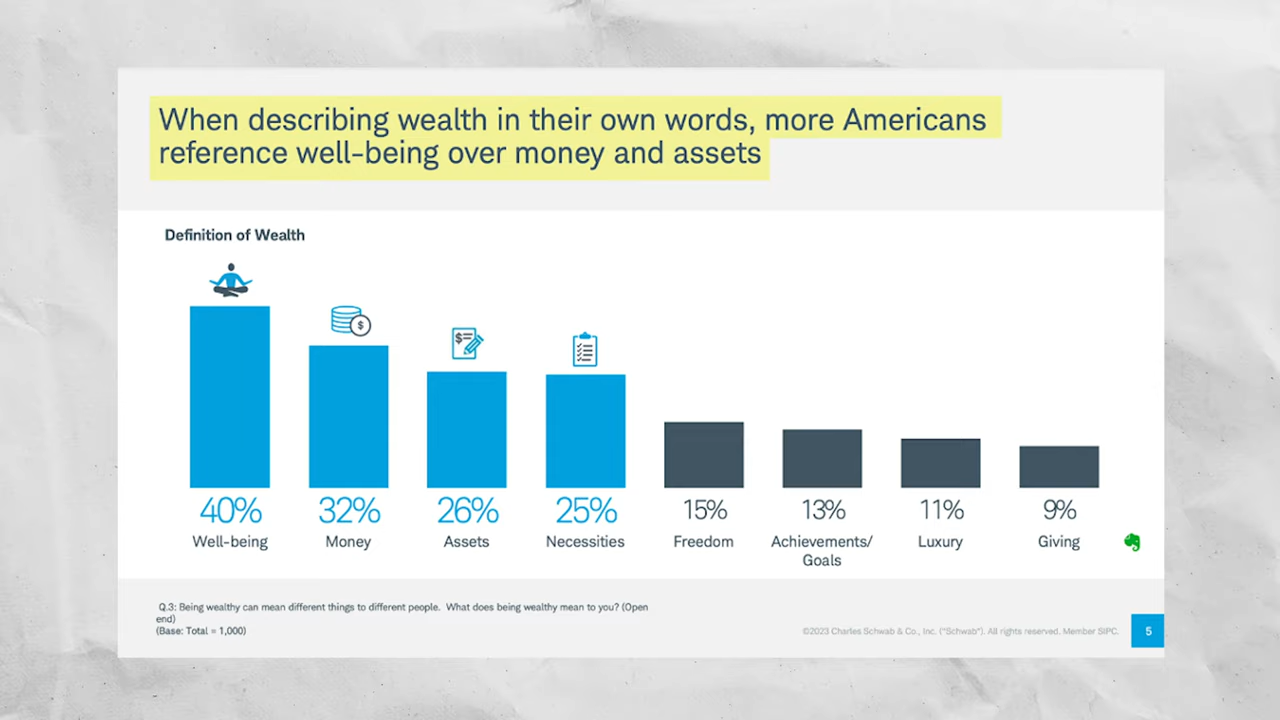 When describing wealth in their own words, more Americans
reference well-being over money and assets
Definition of Wealth
$
$
40%
32%
26%
25%
15%
13%
11%
9%
Well-being
Money
Assets
Necessities
Freedom
Achievements/
Goals
Luxury
Giving
Q.3: Being wealthy can mean different things to different people. What does being wealthy mean to you? (Open
end)
(Base: Total = 1,000)
©2023 Charles Schwab & Co., Inc. ("Schwab"). All rights reserved. Member SIPC.
5